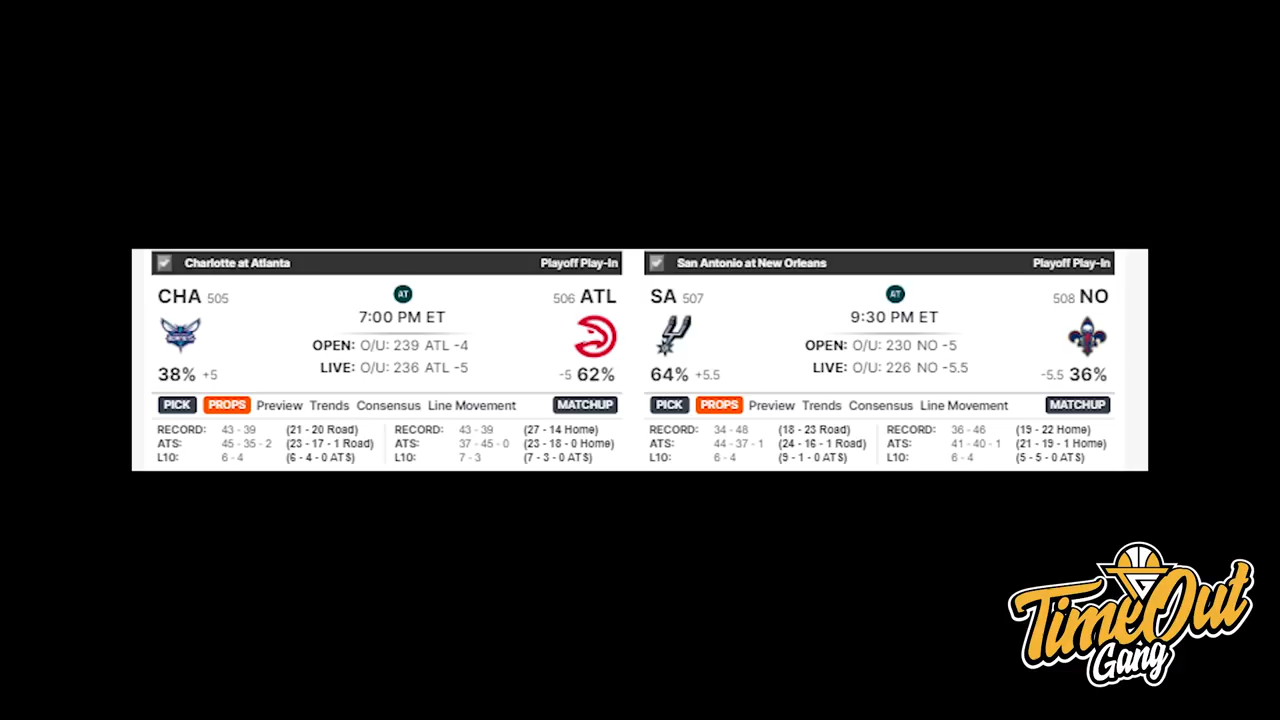 Charlotte at Atlanta Playoff Play-In
CHA 505 AT 506 ATL
7:00 PM ET
OPEN: O/U: 239 ATL -4
LIVE: O/U: 236 ATL -5
38% +5 -5 62%
PICK PROPS Preview Trends Consensus Line Movement MATCHUP
RECORD: 43 - 39 (21 - 20 Road) RECORD: 43 - 39 (27 - 14 Home)
ATS: 45 - 35 - 2 (23 - 17 - 1 Road) ATS: 37 - 45 - 0 (23 - 18 - 0 Home)
L10: 6 - 4 (6 - 4 - 0 ATS) L10: 7 - 3 (7 - 3 - 0 ATS)
San Antonio at New Orleans Playoff Play-In
SA 507 AT 508 NO
9:30 PM ET
OPEN: O/U: 230 NO -5
LIVE: O/U: 226 NO -5.5
64% +5.5 -5.5 36%
PICK PROPS Preview Trends Consensus Line Movement MATCHUP
RECORD: 34 - 48 (18 - 23 Road) RECORD: 36 - 46 (19 - 22 Home)
ATS: 44 - 37 - 1 (24 - 16 - 1 Road) ATS: 41 - 40 - 1 (21 - 19 - 1 Home)
L10: 6 - 4 (9 - 1 - 0 ATS) L10: 6 - 4 (5 - 5 - 0 ATS)
TimeOut
Gang